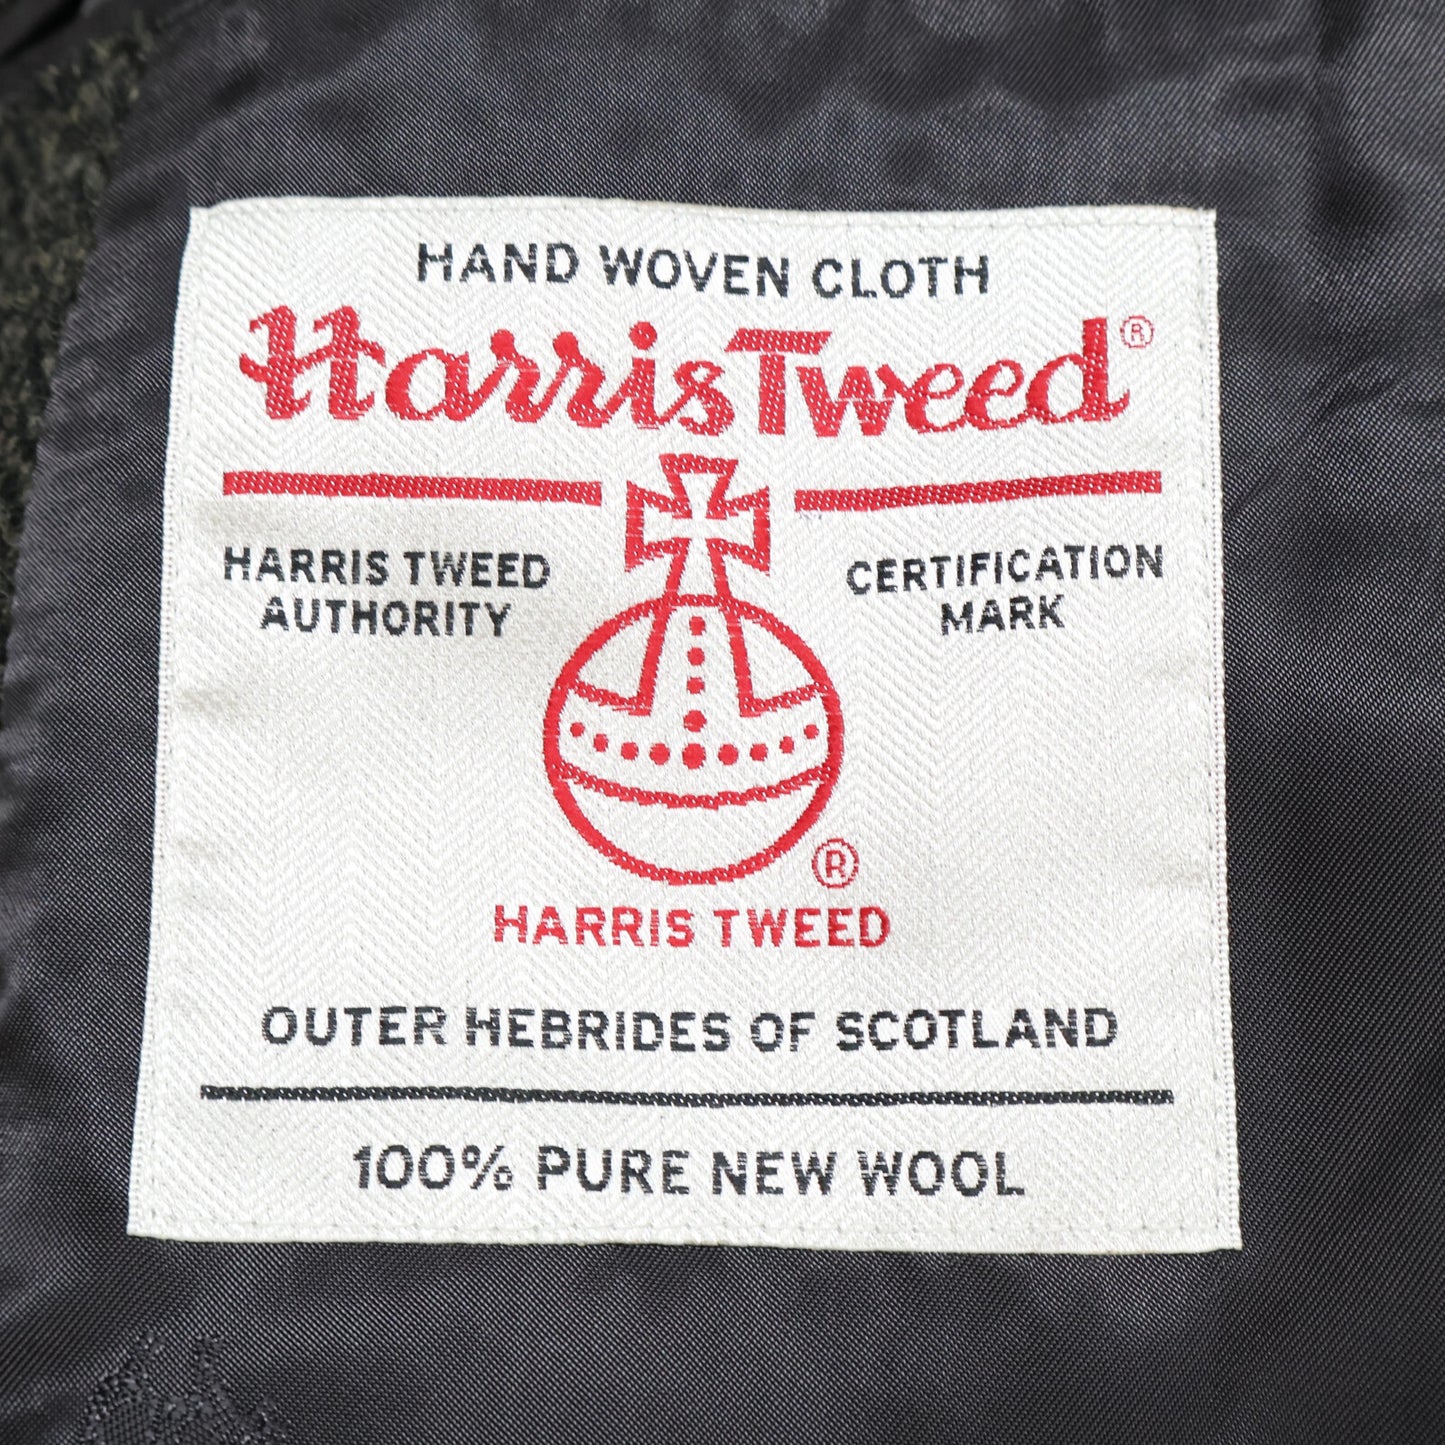 HAND WOVEN CLOTH
Harris Tweed ®
HARRIS TWEED
AUTHORITY
CERTIFICATION
MARK
®
HARRIS TWEED
OUTER HEBRIDES OF SCOTLAND
100% PURE NEW WOOL